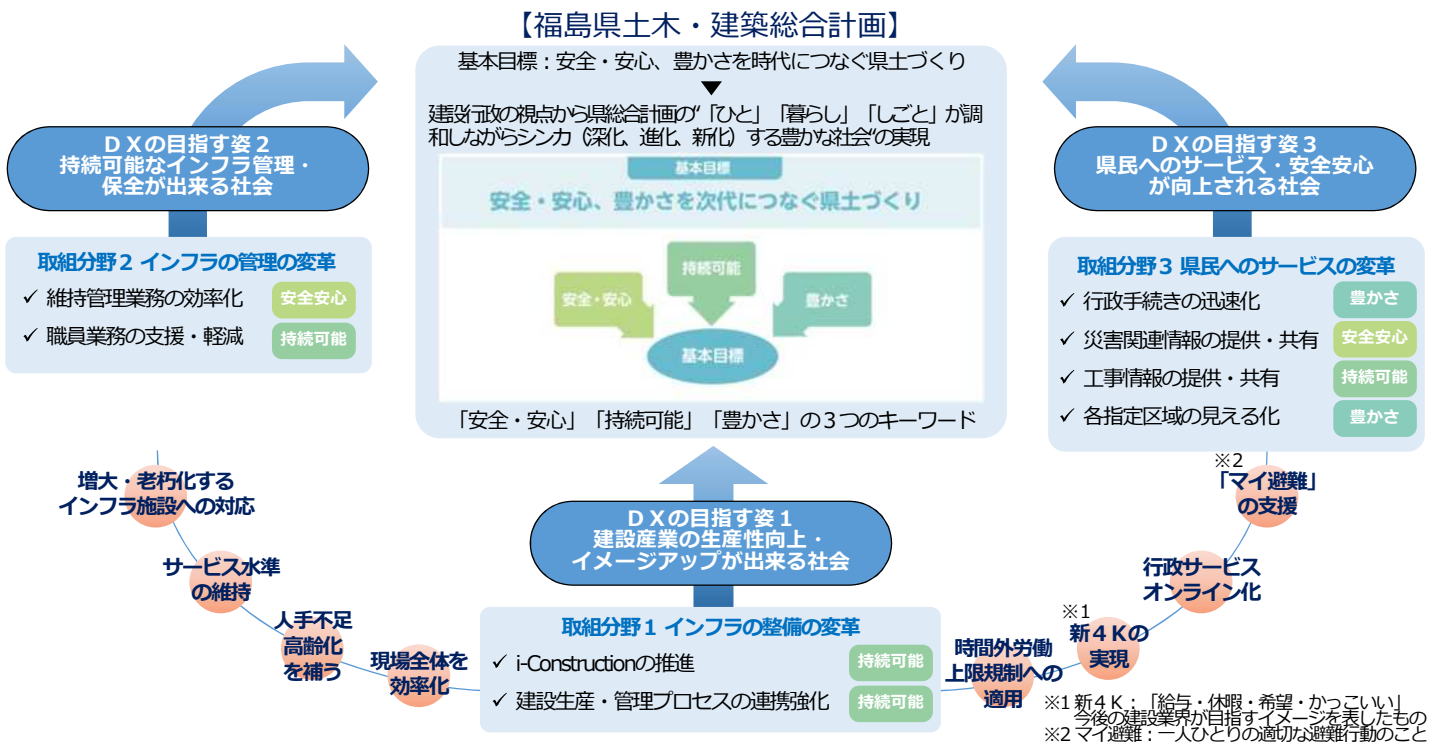 【福島県土木・建築総合計画】
基本目標：安全・安心、豊かさを時代につなぐ県土づくり
建設行政の視点から県総合計画の“「ひと」「暮らし」「しごと」が調
和しながらシンカ（深化、進化、新化）する豊かな社会“の実現
基本目標
安全・安心、豊かさを次代につなぐ県土づくり
持続可能
安全・安心
豊かさ
基本目標
「安全・安心」「持続可能」「豊かさ」の３つのキーワード
ＤＸの目指す姿２
持続可能なインフラ管理・
保全が出来る社会
取組分野２ インフラの管理の変革
✓ 維持管理業務の効率化 安全安心
✓ 職員業務の支援・軽減 持続可能
ＤＸの目指す姿３
県民へのサービス・安全安心
が向上される社会
取組分野３ 県民へのサービスの変革
✓ 行政手続きの迅速化 豊かさ
✓ 災害関連情報の提供・共有 安全安心
✓ 工事情報の提供・共有 持続可能
✓ 各指定区域の見える化 豊かさ
ＤＸの目指す姿１
建設産業の生産性向上・
イメージアップが出来る社会
取組分野１ インフラの整備の変革
✓ i-Constructionの推進 持続可能
✓ 建設生産・管理プロセスの連携強化 持続可能
増大・老朽化する
インフラ施設への対応
サービス水準
の維持
人手不足
高齢化
を補う
現場全体を
効率化
時間外労働
上限規制への
適用
※1
新４Ｋの
実現
行政サービス
オンライン化
※2
「マイ避難」
の支援
※1 新４Ｋ：「給与・休暇・希望・かっこいい」
今後の建設業界が目指すイメージを表したもの
※2 マイ避難：一人ひとりの適切な避難行動のこと